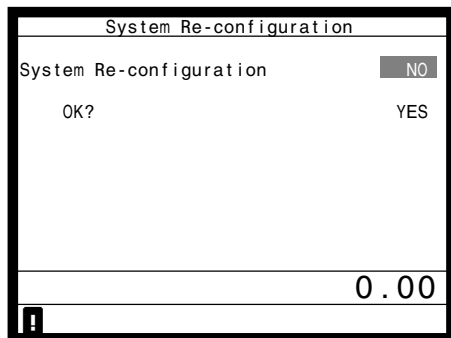 System Re-configuration
System Re-configuration NO
OK? YES
0.00
!